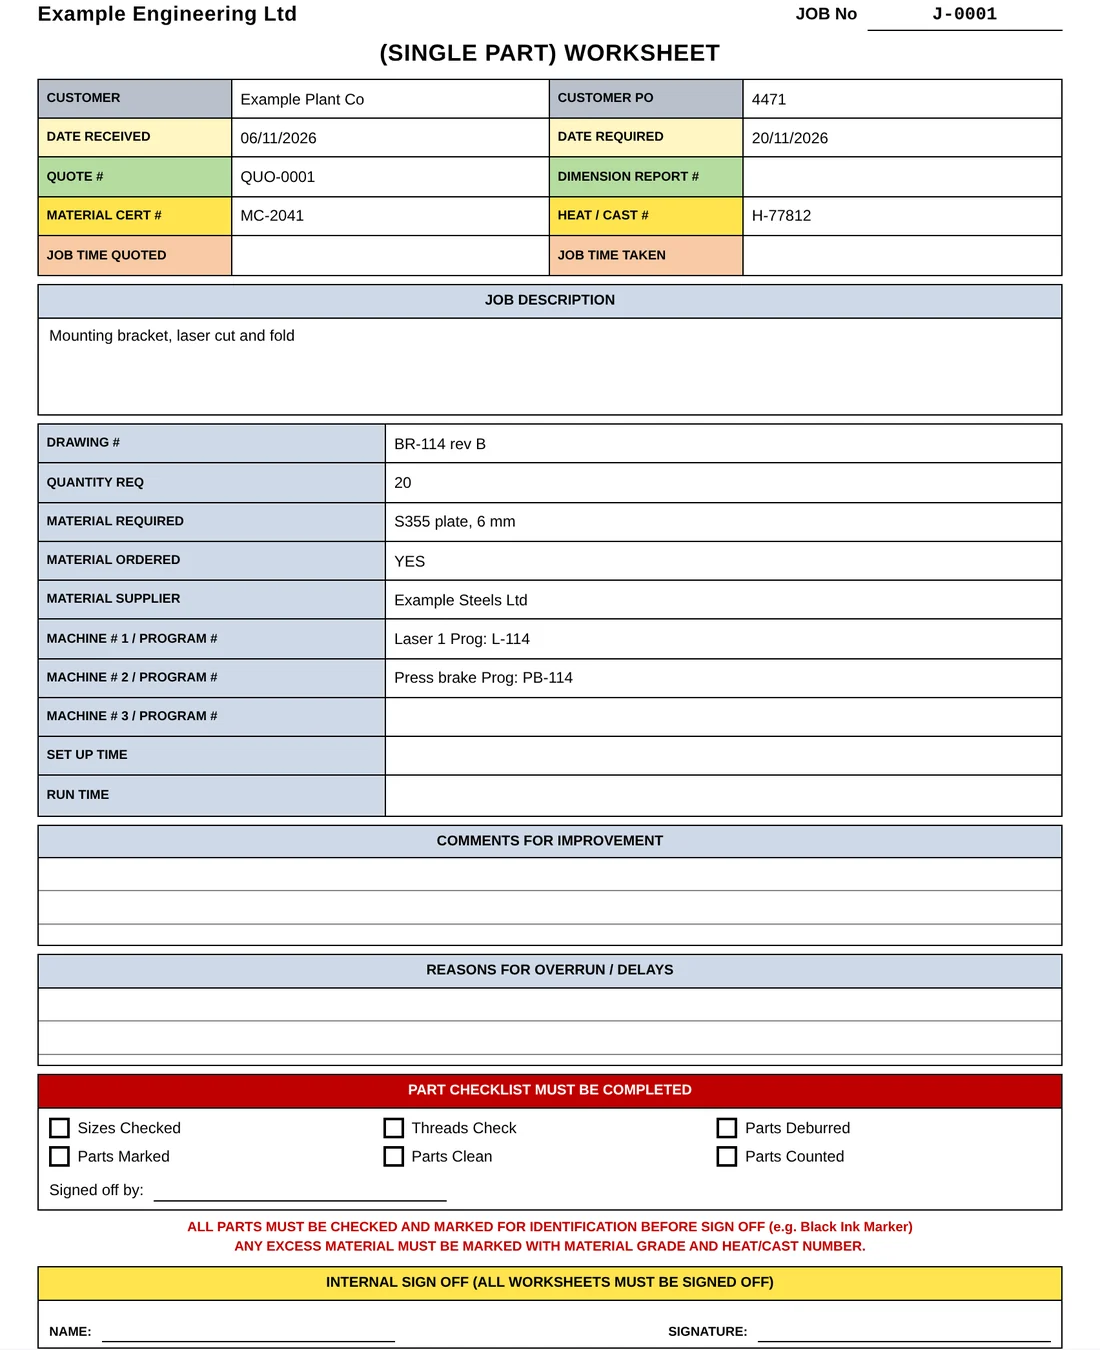 Example Engineering Ltd JOB No J-0001
(SINGLE PART) WORKSHEET
CUSTOMER Example Plant Co CUSTOMER PO 4471
DATE RECEIVED 06/11/2026 DATE REQUIRED 20/11/2026
QUOTE # QUO-0001 DIMENSION REPORT #
MATERIAL CERT # MC-2041 HEAT / CAST # H-77812
JOB TIME QUOTED JOB TIME TAKEN
JOB DESCRIPTION
Mounting bracket, laser cut and fold
DRAWING # BR-114 rev B
QUANTITY REQ 20
MATERIAL REQUIRED S355 plate, 6 mm
MATERIAL ORDERED YES
MATERIAL SUPPLIER Example Steels Ltd
MACHINE # 1 / PROGRAM # Laser 1 Prog: L-114
MACHINE # 2 / PROGRAM # Press brake Prog: PB-114
MACHINE # 3 / PROGRAM #
SET UP TIME
RUN TIME
COMMENTS FOR IMPROVEMENT
REASONS FOR OVERRUN / DELAYS
PART CHECKLIST MUST BE COMPLETED
Sizes Checked Threads Check Parts Deburred
Parts Marked Parts Clean Parts Counted
Signed off by:
ALL PARTS MUST BE CHECKED AND MARKED FOR IDENTIFICATION BEFORE SIGN OFF (e.g. Black Ink Marker)
ANY EXCESS MATERIAL MUST BE MARKED WITH MATERIAL GRADE AND HEAT/CAST NUMBER.
INTERNAL SIGN OFF (ALL WORKSHEETS MUST BE SIGNED OFF)
NAME: SIGNATURE: